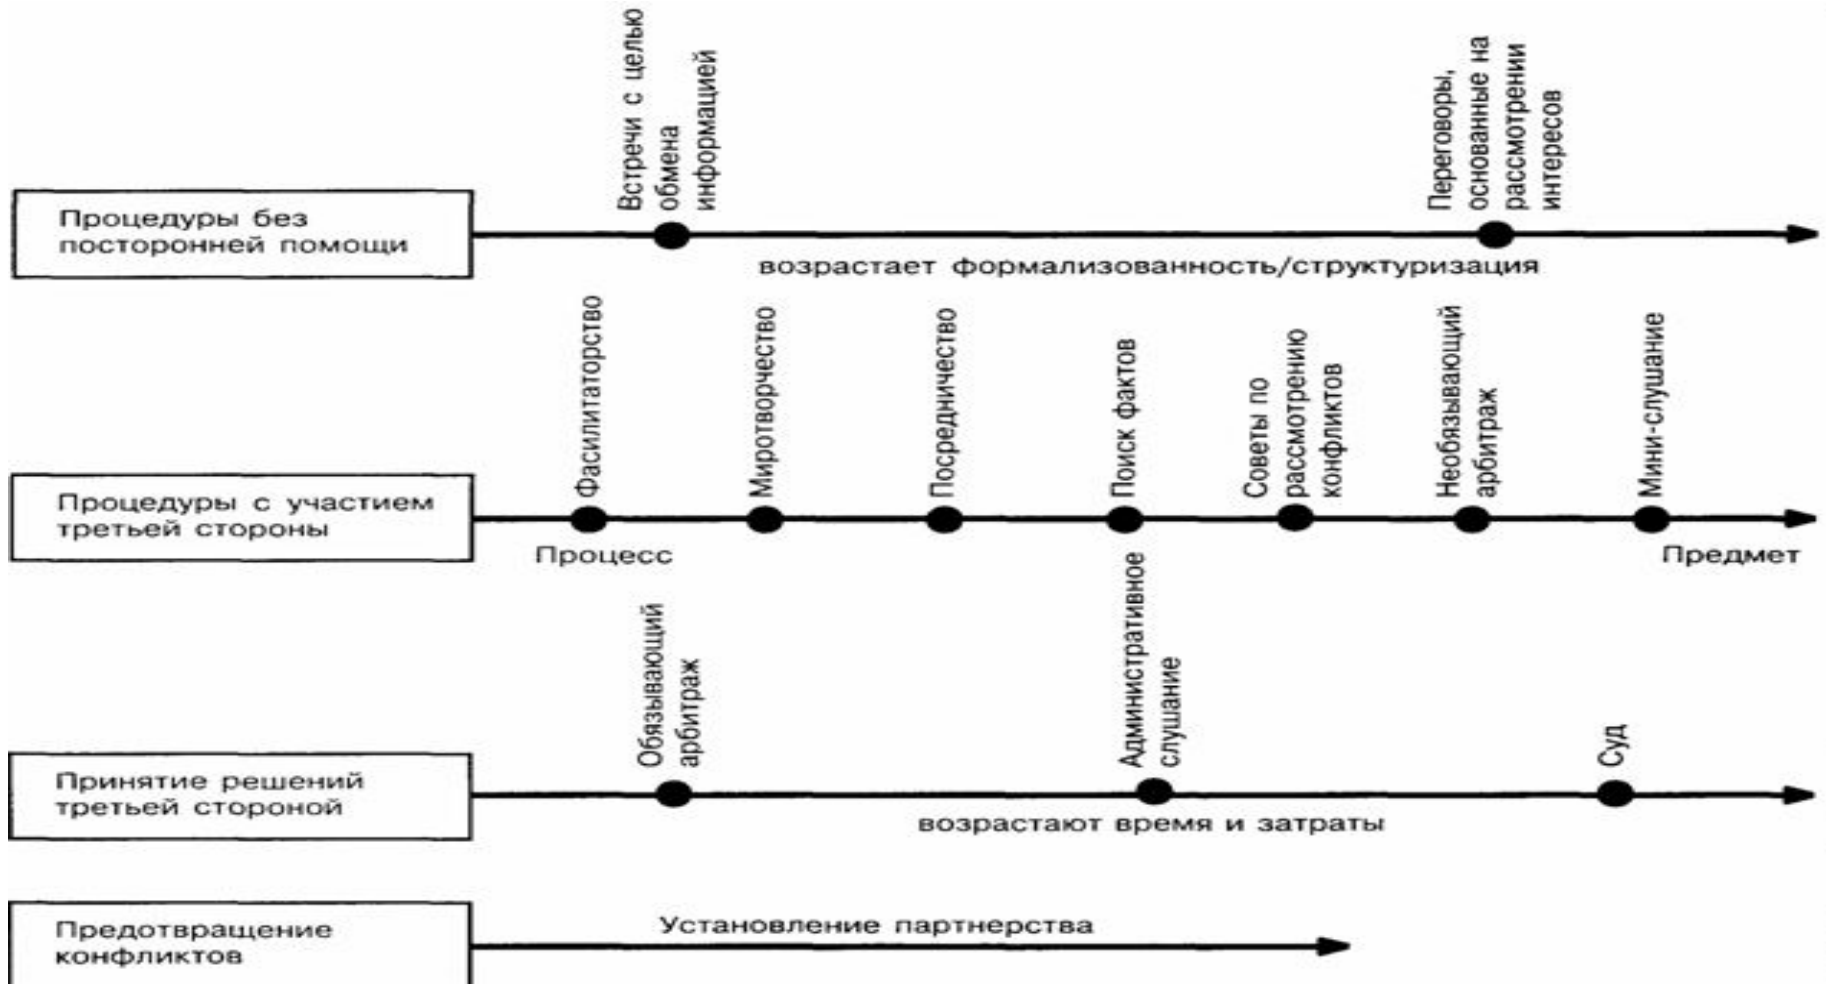 Встречи с целью
обмена
информацией
Переговоры,
основанные на
рассмотрении
интересов
Процедуры без
посторонней помощи
возрастает формализованность/структуризация
Фасилитаторство
Миротворчество
Посредничество
Поиск фактов
Советы по
рассмотрению
конфликтов
Необязывающий
арбитраж
Мини-слушание
Процедуры с участием
третьей стороны
Процесс
Предмет
Обязывающий
арбитраж
Административное
слушание
Суд
Принятие решений
третьей стороной
возрастают время и затраты
Предотвращение
конфликтов
Установление партнерства